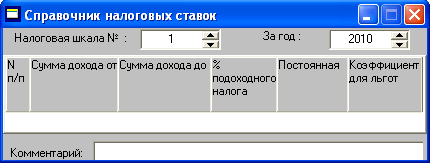 Справочник налоговых ставок
Налоговая шкала № : 1 За год : 2010
N п/п Сумма дохода от Сумма дохода до % подоходного налога Постоянная Коэффициент для льгот
Комментарий: